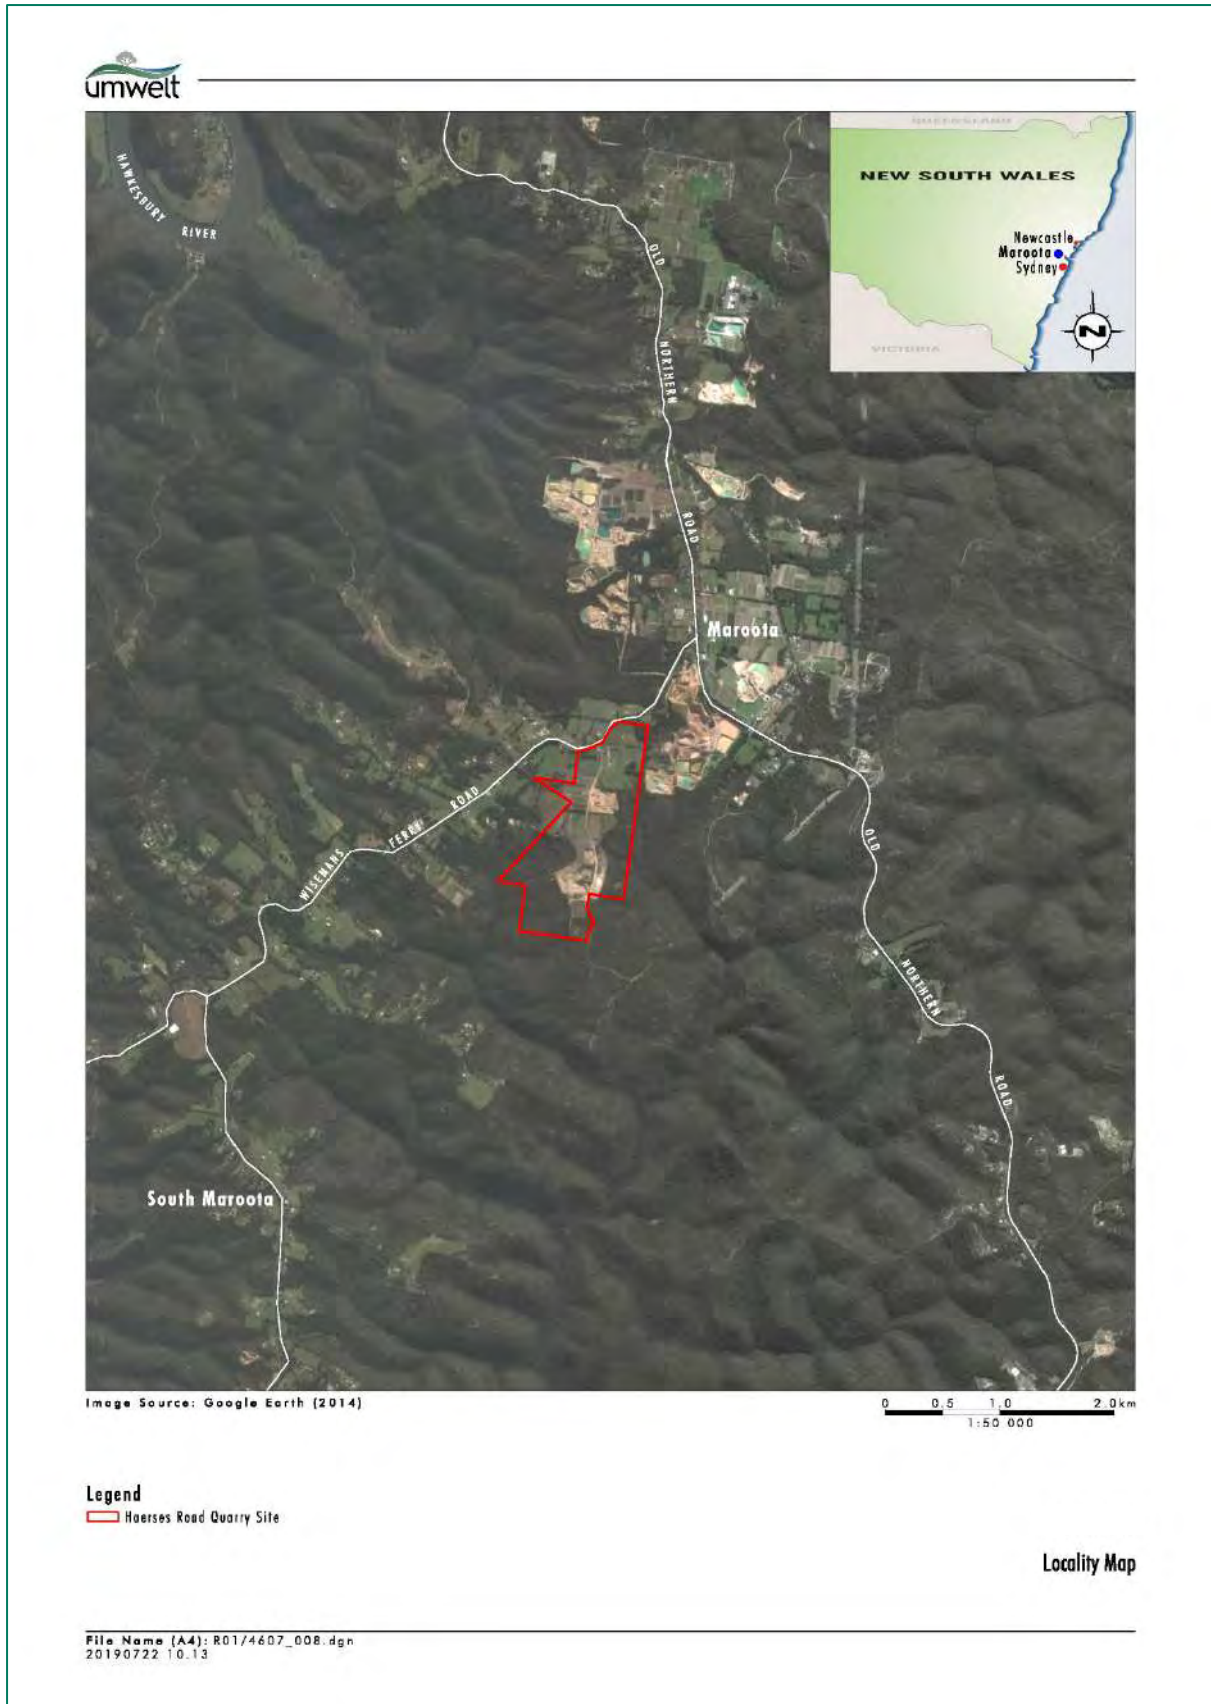 umwelt
QUEENSLAND
NEW SOUTH WALES
Newcastle
Maroota
Sydney
VICTORIA
N
HAWKESBURY
RIVER
OLD
NORTHERN
ROAD
Maroota
WISEMANS
FERRY
ROAD
OLD
NORTHERN
ROAD
South Maroota
Image Source: Google Earth (2014)
0 0.5 1.0 2.0km
1:50 000
Legend
Haerses Road Quarry Site
Locality Map
File Name (A4): R01/4607_008.dgn
20190722 10.13